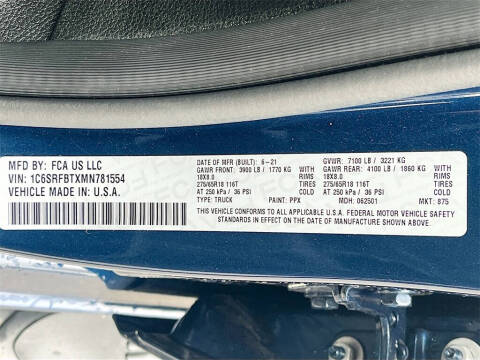 MFD BY: FCA US LLC
VIN: 1C6SRFBTXMN781554
VEHICLE MADE IN: U.S.A.
DATE OF MFR (BUILT): 6-21
GAWR FRONT: 3900 LB / 1770 KG WITH
18X8.0 RIMS
275/65R18 116T
AT 250 kPa / 36 PSI COLD
TYPE: TRUCK PAINT: PPX
GVWR: 7100 LB / 3221 KG
GAWR REAR: 4100 LB / 1860 KG WITH
18X8.0 RIMS
275/65R18 116T
AT 250 kPa / 36 PSI COLD
MDH: 062501 MKT: 875
THIS VEHICLE CONFORMS TO ALL APPLICABLE U.S.A. FEDERAL MOTOR VEHICLE SAFETY
STANDARDS IN EFFECT ON THE DATE OF MANUFACTURE SHOWN ABOVE.